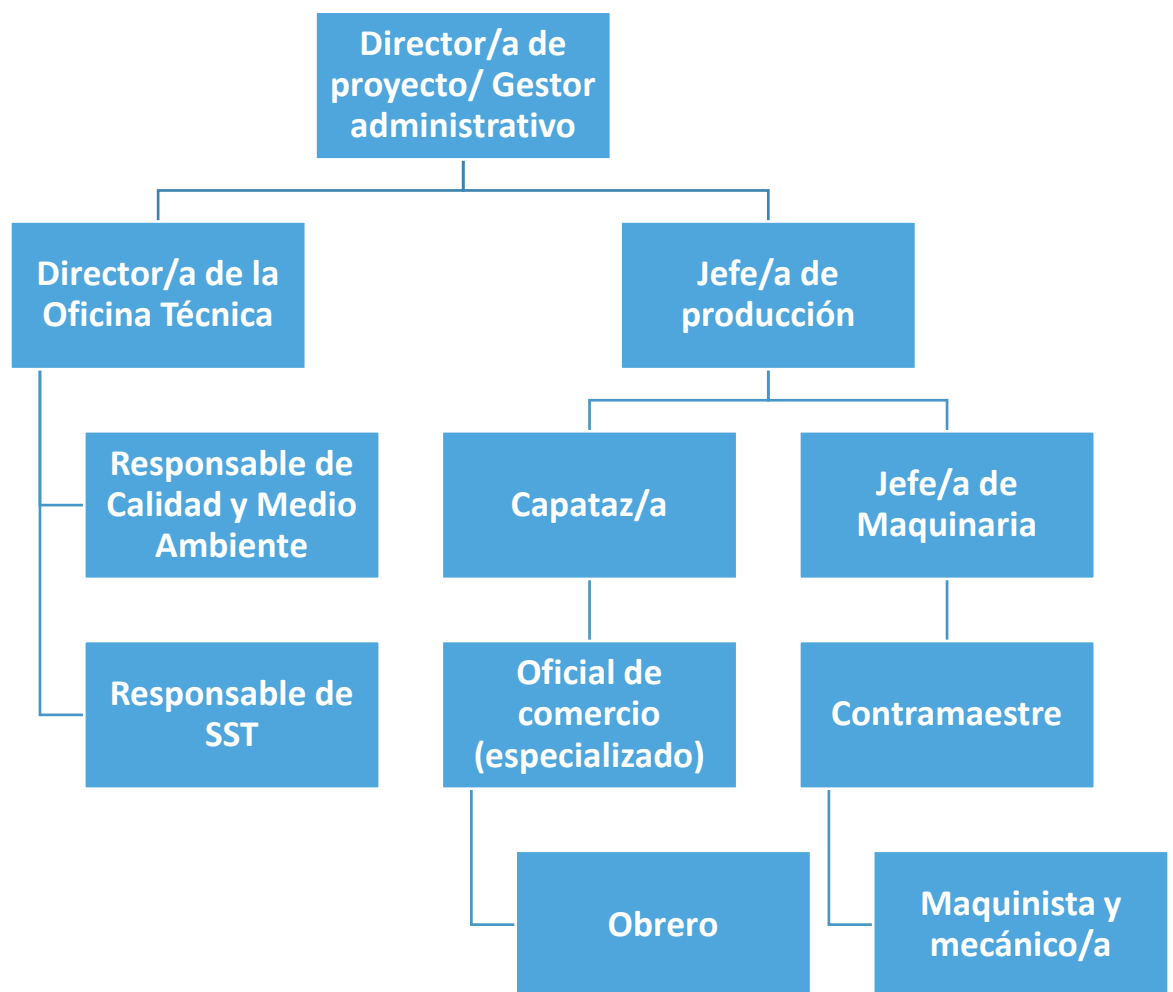 Director/a de
proyecto/ Gestor
administrativo
Director/a de la
Oficina Técnica
Jefe/a de
producción
Responsable de
Calidad y Medio
Ambiente
Capataz/a
Jefe/a de
Maquinaria
Responsable de
SST
Oficial de
comercio
(especializado)
Contramaestre
Obrero
Maquinista y
mecánico/a